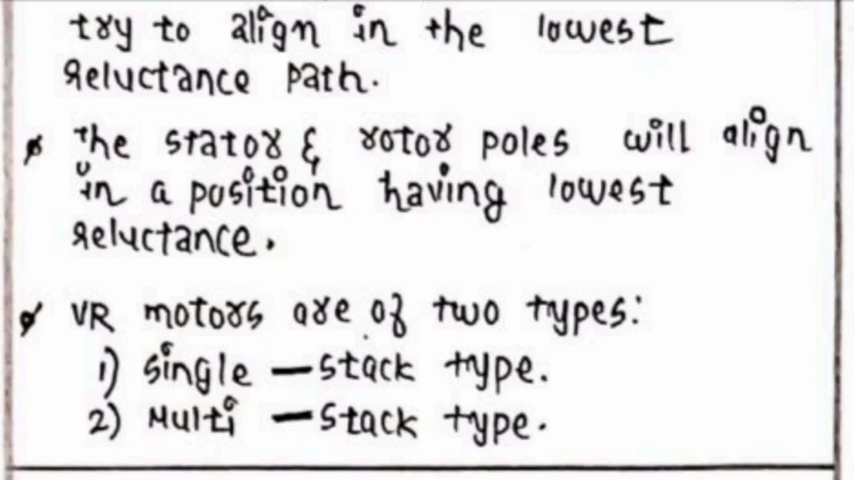 try to align in the lowest
reluctance path.
the stator & rotor poles will align
in a position having lowest
reluctance.
VR motors are of two types:
1) single - stack type.
2) Multi - stack type.